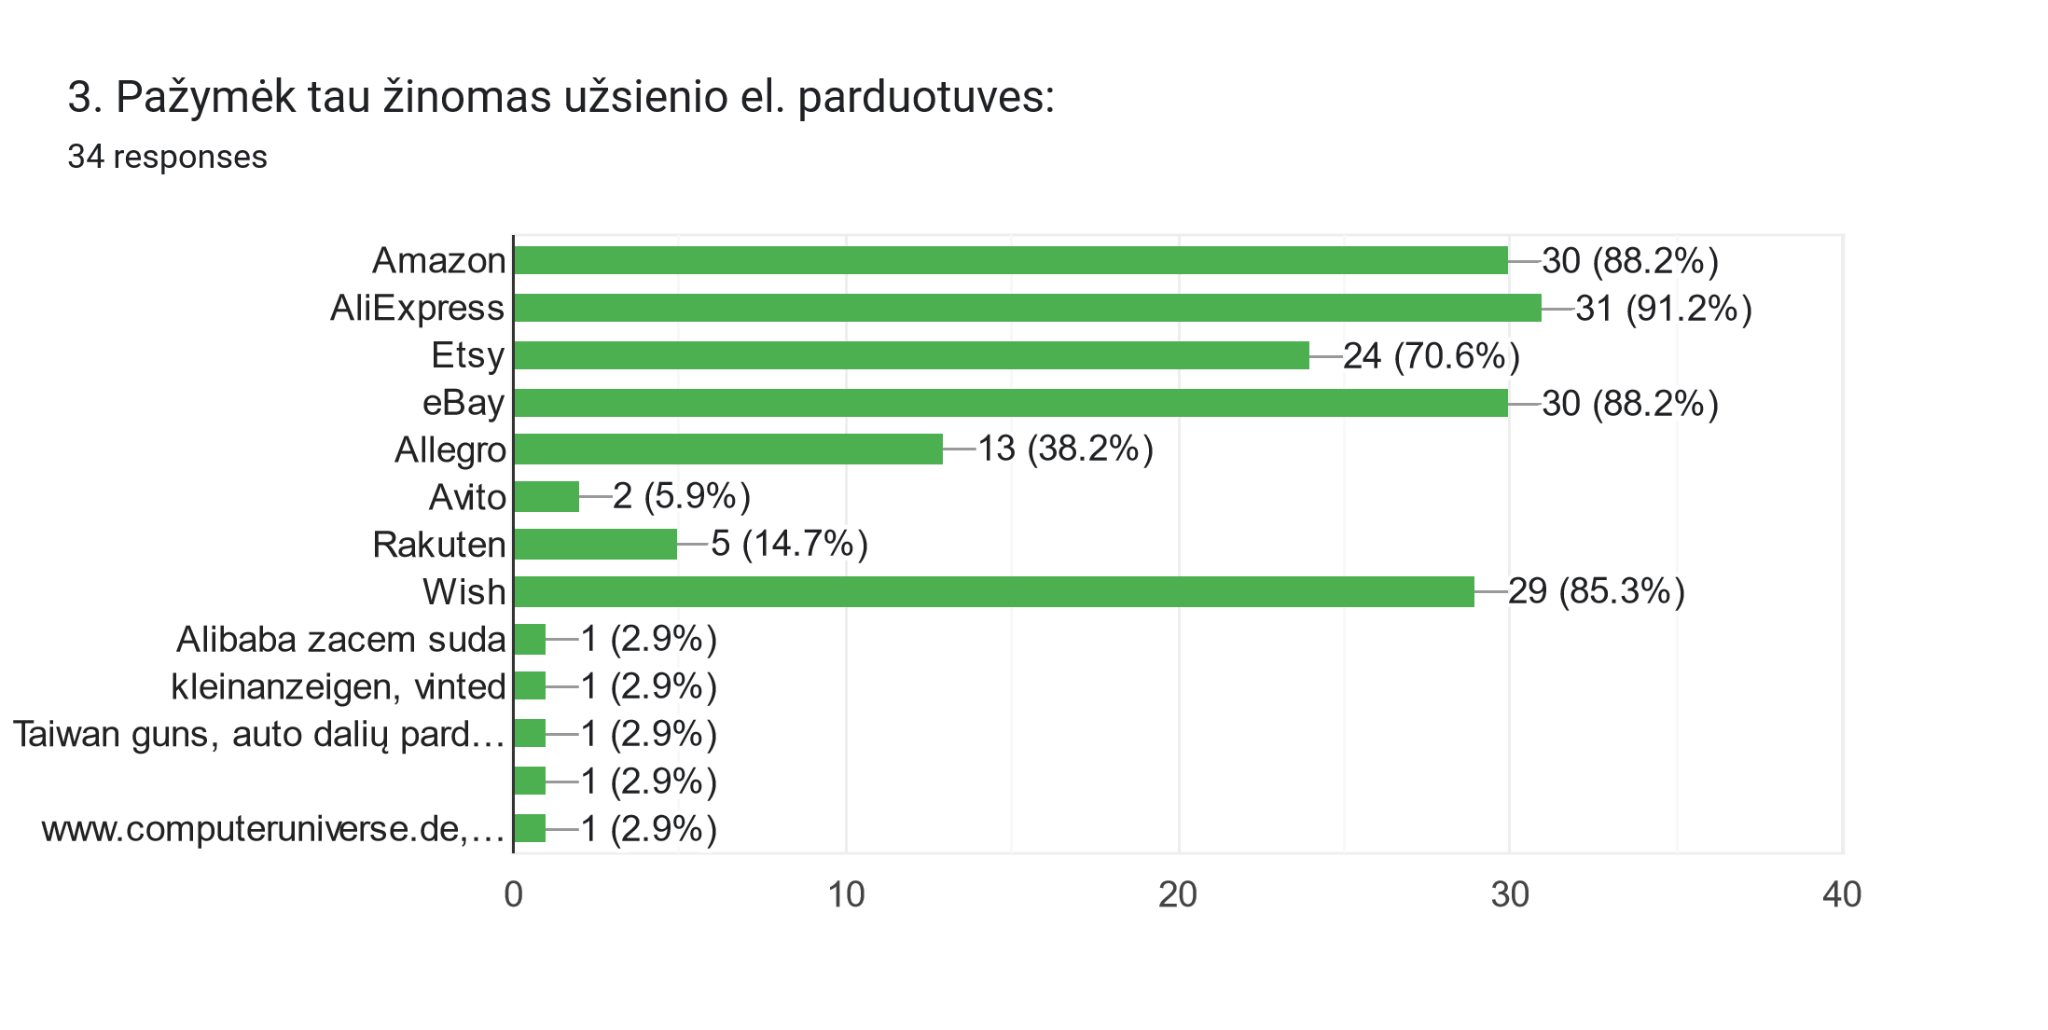 3. Pažymėk tau žinomas užsienio el. parduotuves:
34 responses
Amazon 30 (88.2%)
AliExpress 31 (91.2%)
Etsy 24 (70.6%)
eBay 30 (88.2%)
Allegro 13 (38.2%)
Avito 2 (5.9%)
Rakuten 5 (14.7%)
Wish 29 (85.3%)
Alibaba zacem suda 1 (2.9%)
kleinanzeigen, vinted 1 (2.9%)
Taiwan guns, auto dalių pard… 1 (2.9%)
1 (2.9%)
www.computeruniverse.de,… 1 (2.9%)
0 10 20 30 40